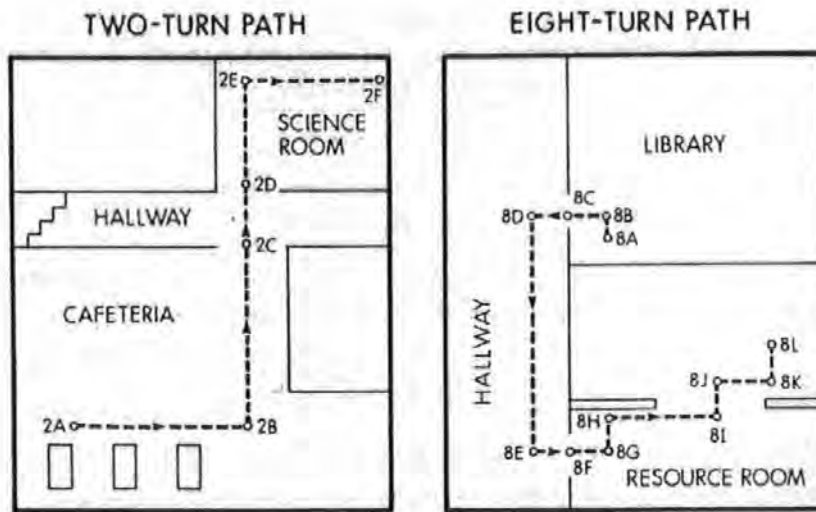 TWO-TURN PATH
2E
2F
SCIENCE
ROOM
2D
HALLWAY
2C
CAFETERIA
2A
2B
EIGHT-TURN PATH
LIBRARY
8C
8D
8B
8A
HALLWAY
8L
8J
8K
8H
8I
8E
8F
8G
RESOURCE ROOM